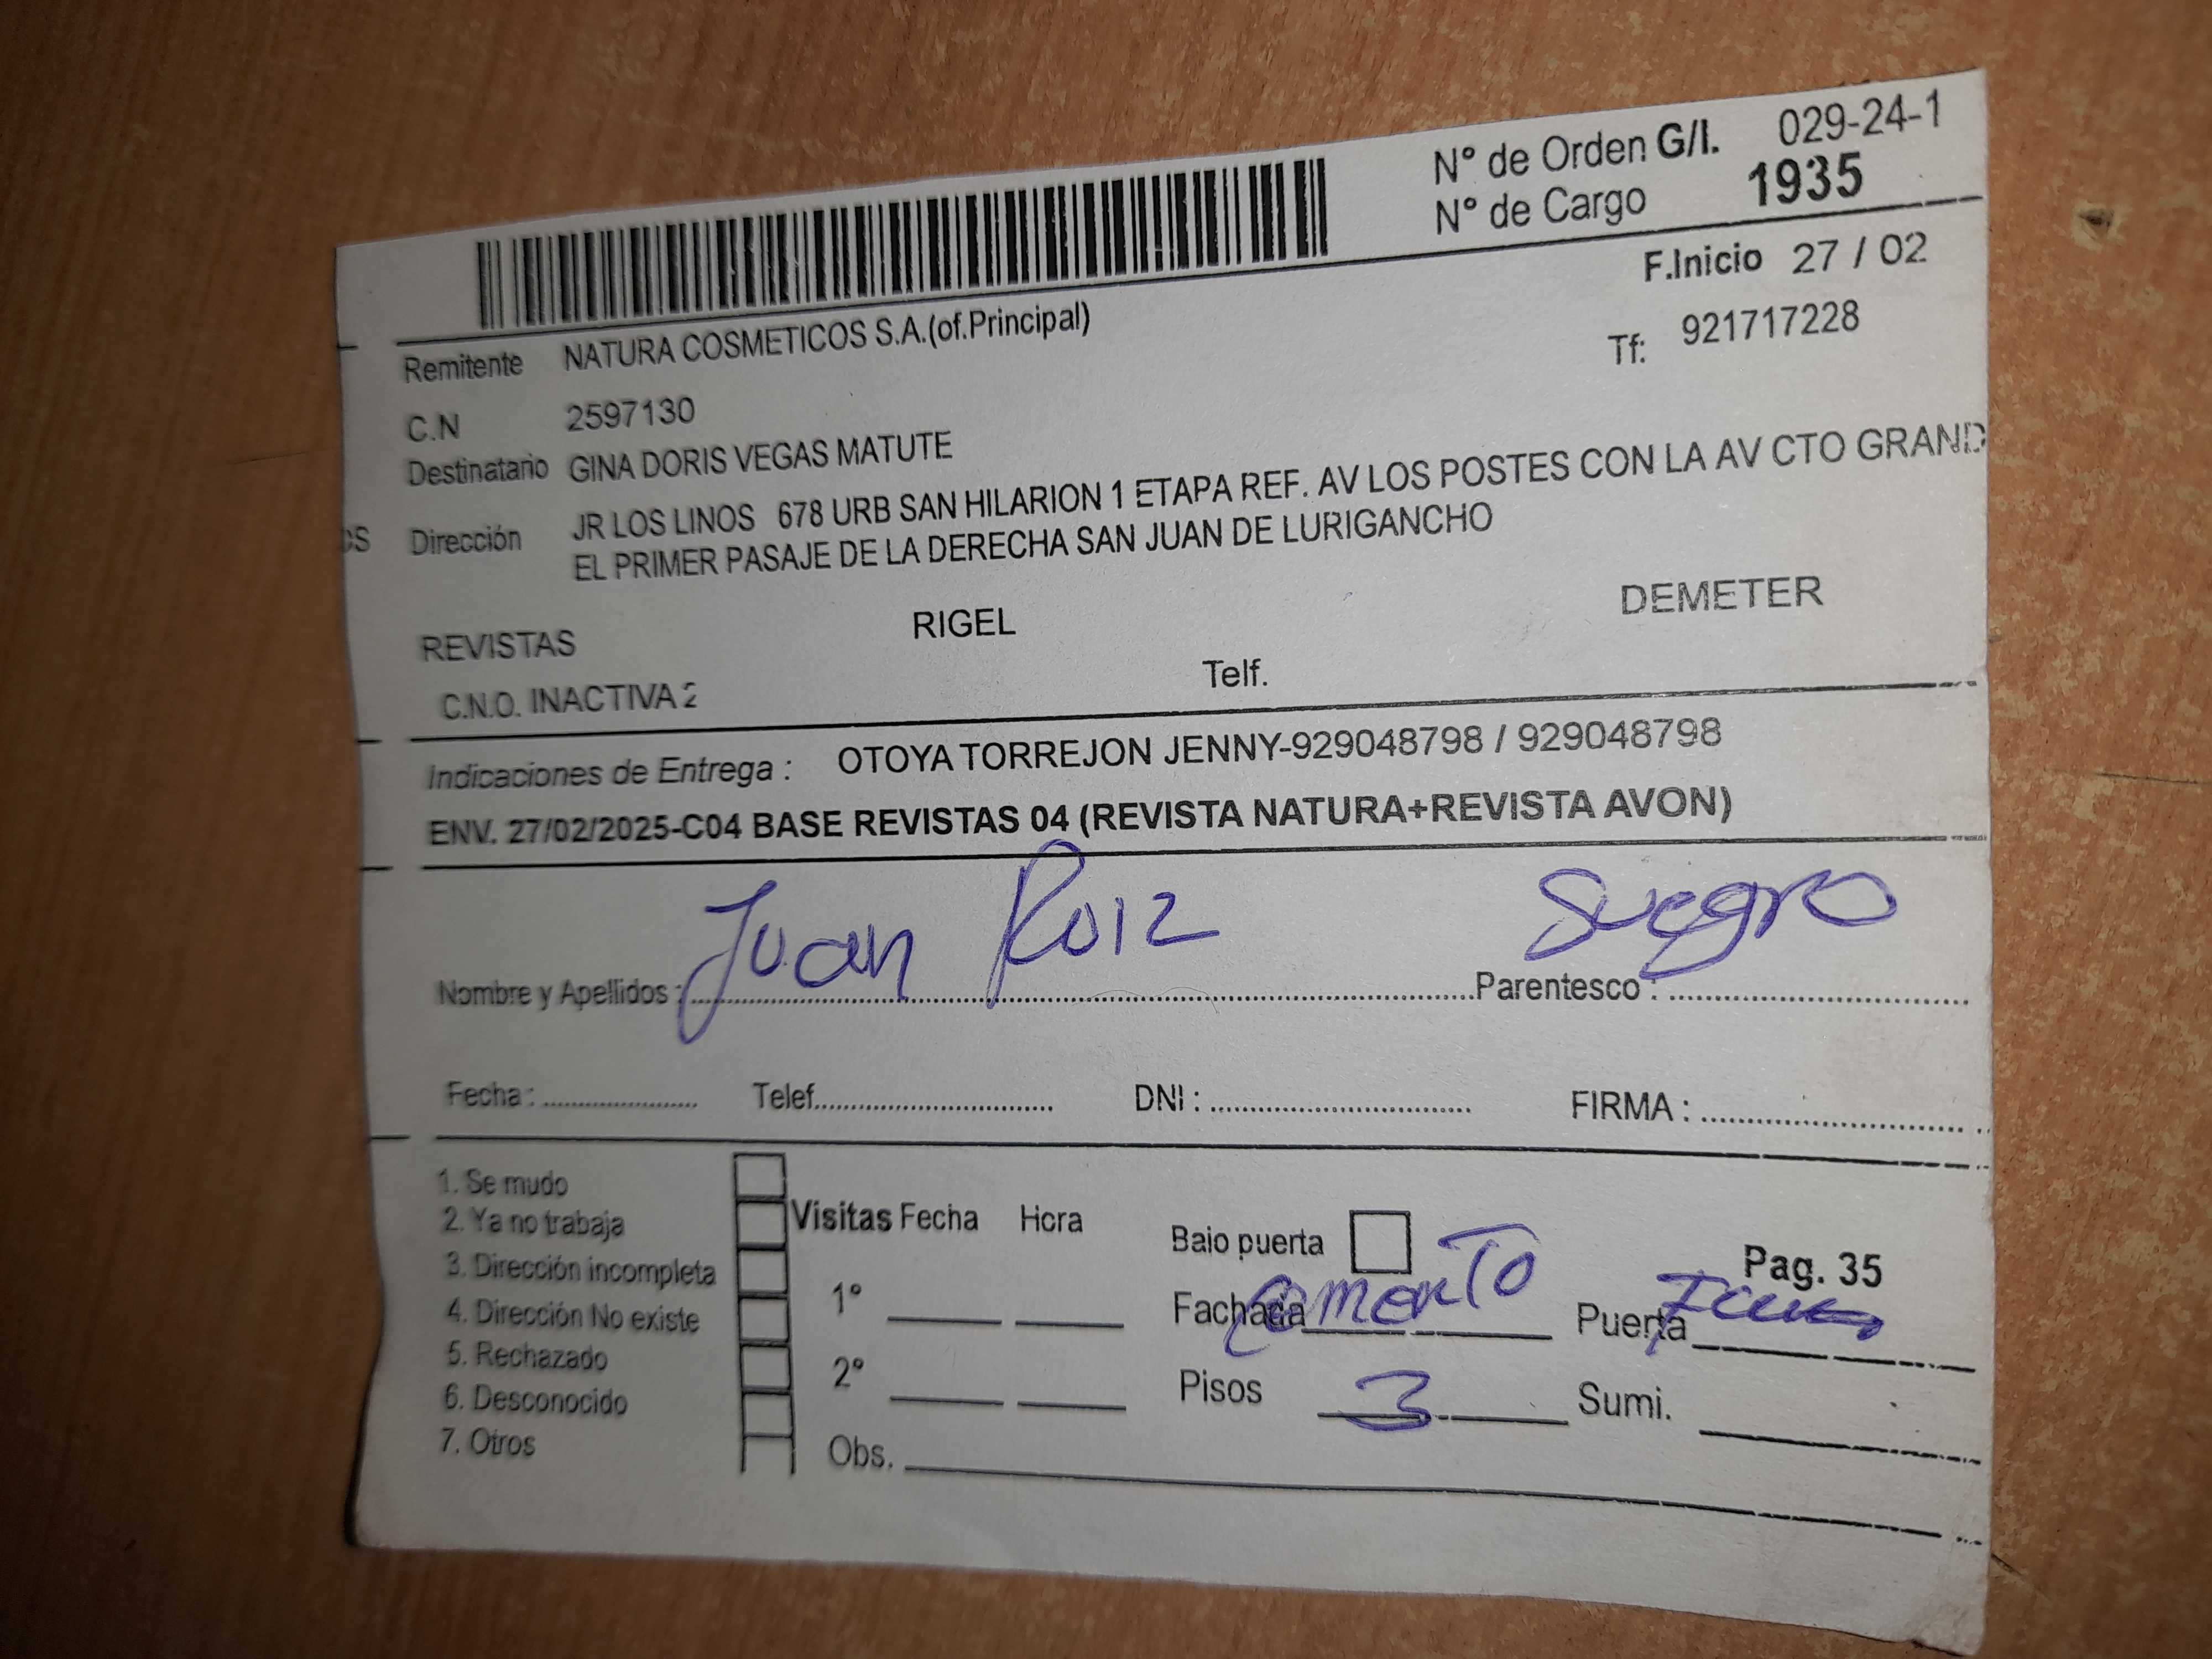 N° de Orden G/I. 029-24-1
N° de Cargo 1935
F.Inicio 27 / 02
Remitente NATURA COSMETICOS S.A.(of.Principal)
Tf: 921717228
C.N 2597130
Destinatario GINA DORIS VEGAS MATUTE
OS Dirección JR LOS LINOS 678 URB SAN HILARION 1 ETAPA REF. AV LOS POSTES CON LA AV CTO GRAND
EL PRIMER PASAJE DE LA DERECHA SAN JUAN DE LURIGANCHO
REVISTAS RIGEL DEMETER
C.N.O. INACTIVA 2 Telf.
Indicaciones de Entrega : OTOYA TORREJON JENNY-929048798 / 929048798
ENV. 27/02/2025-C04 BASE REVISTAS 04 (REVISTA NATURA+REVISTA AVON)
Nombre y Apellidos : Juan Ruiz Parentesco : Suegro
Fecha : Telef. DNI : FIRMA :
1. Se mudo
2. Ya no trabaja
3. Dirección incompleta
4. Dirección No existe
5. Rechazado
6. Desconocido
7. Otros
Visitas Fecha Hora
1°
2°
Obs.
Bajo puerta
Pag. 35
Fachada Cemento Puerta
Pisos 3 Sumi.